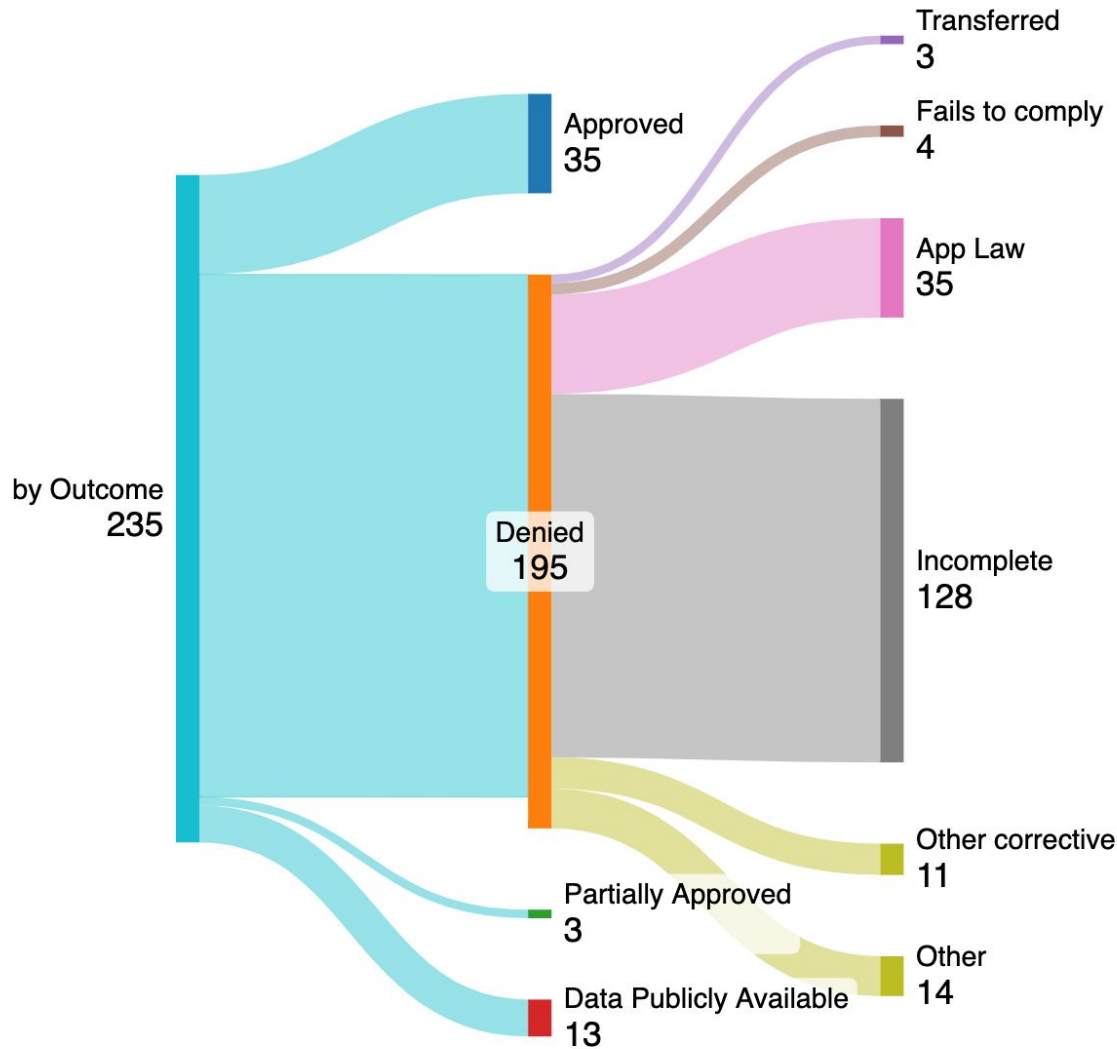 Transferred
3
Fails to comply
4
Approved
35
App Law
35
by Outcome
235
Denied
195
Incomplete
128
Other corrective
11
Partially Approved
3
Other
14
Data Publicly Available
13